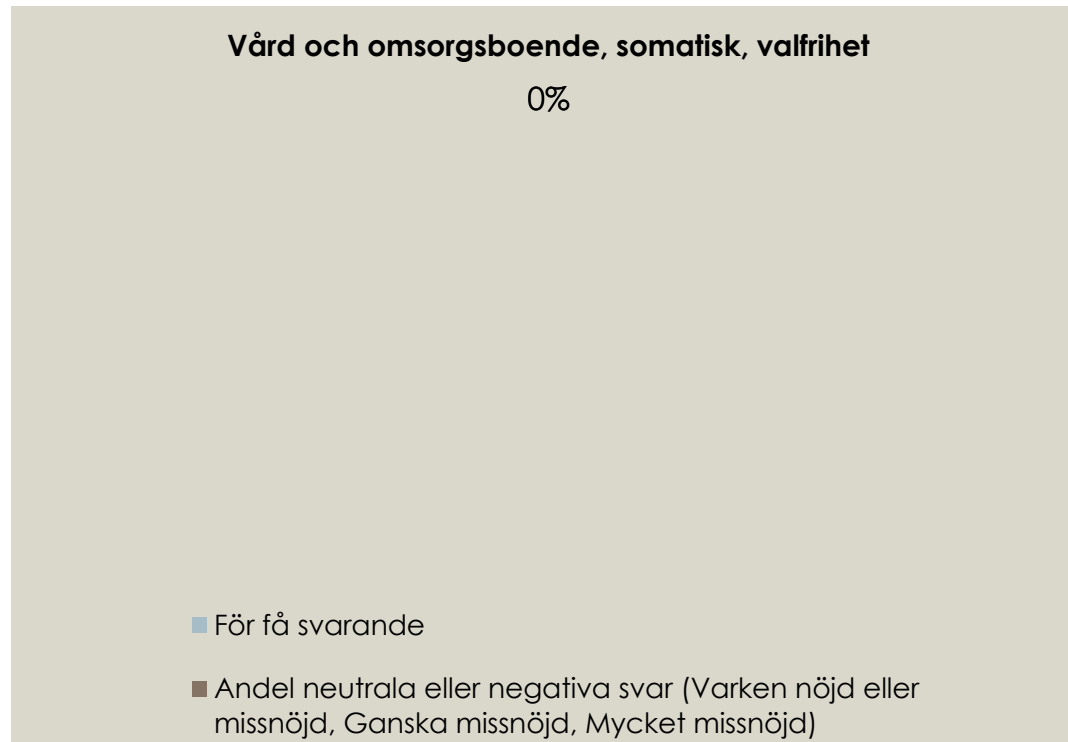 Vård och omsorgsboende, somatisk, valfrihet
0%
För få svarande
Andel neutrala eller negativa svar (Varken nöjd eller
missnöjd, Ganska missnöjd, Mycket missnöjd)